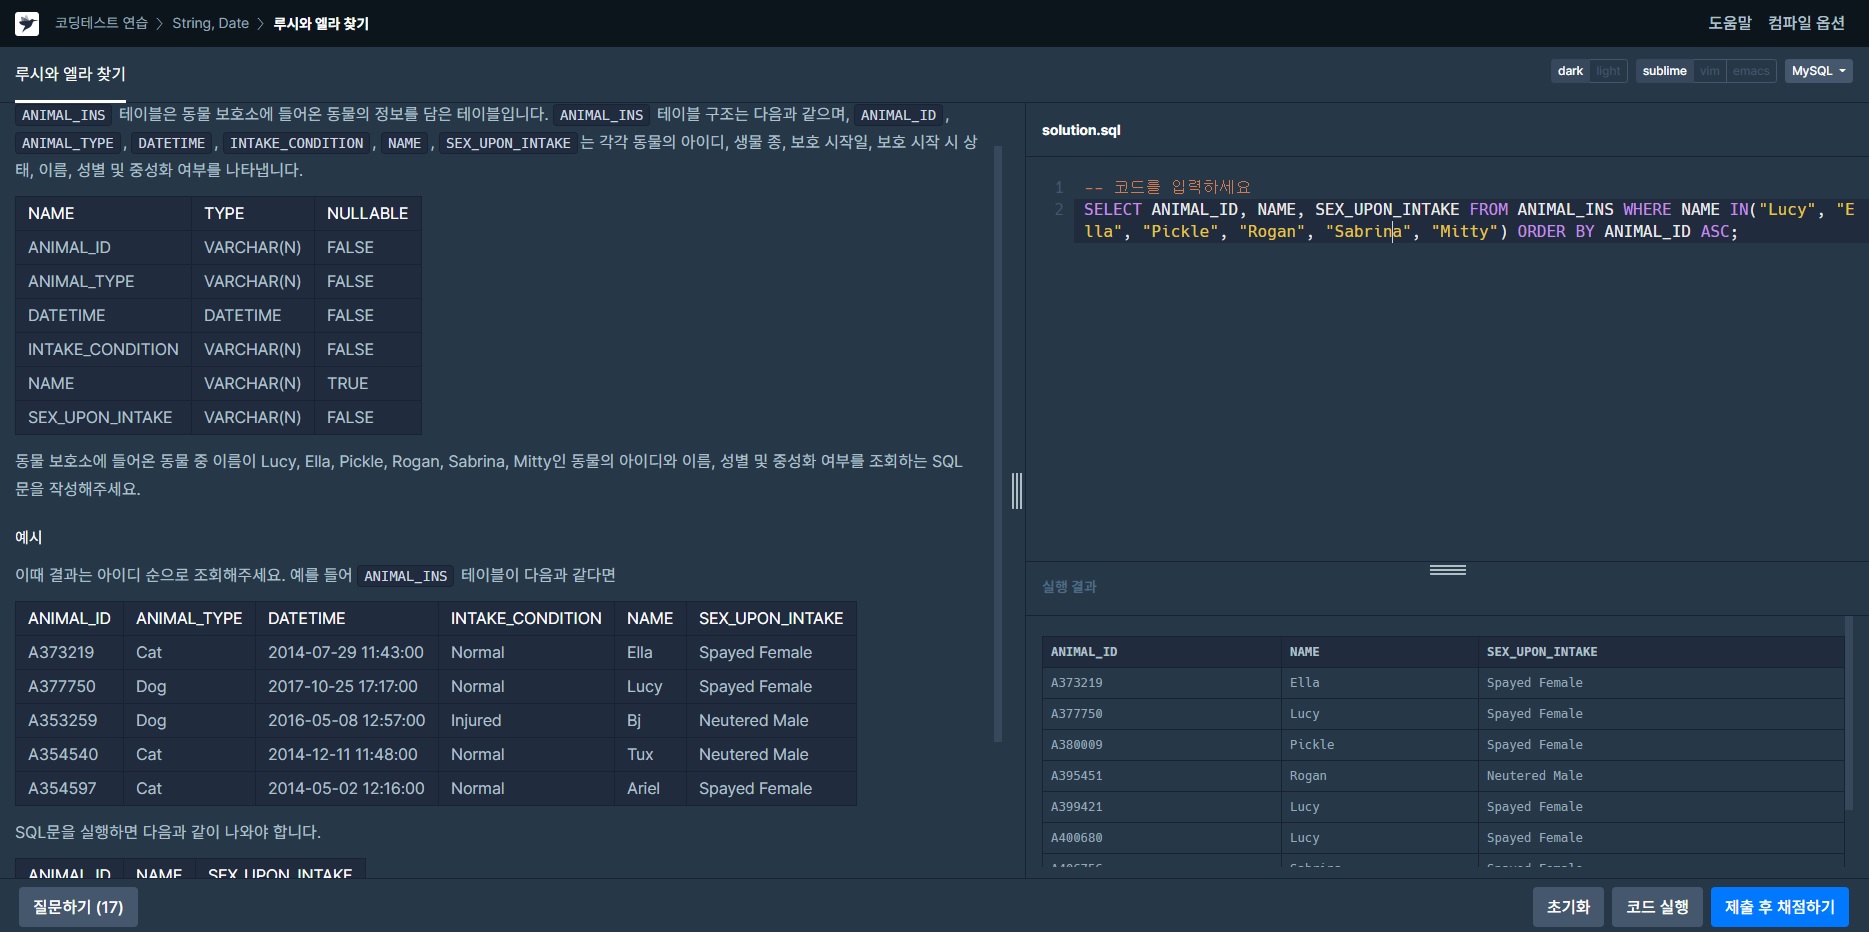 코딩테스트 연습 > String, Date > 루시와 엘라 찾기
도움말 컴파일 옵션
루시와 엘라 찾기
dark light sublime vim emacs MySQL
ANIMAL_INS 테이블은 동물 보호소에 들어온 동물의 정보를 담은 테이블입니다. ANIMAL_INS 테이블 구조는 다음과 같으며, ANIMAL_ID,
ANIMAL_TYPE, DATETIME, INTAKE_CONDITION, NAME, SEX_UPON_INTAKE는 각각 동물의 아이디, 생물 종, 보호 시작일, 보호 시작 시 상
태, 이름, 성별 및 중성화 여부를 나타냅니다.
NAME TYPE NULLABLE
ANIMAL_ID VARCHAR(N) FALSE
ANIMAL_TYPE VARCHAR(N) FALSE
DATETIME DATETIME FALSE
INTAKE_CONDITION VARCHAR(N) FALSE
NAME VARCHAR(N) TRUE
SEX_UPON_INTAKE VARCHAR(N) FALSE
동물 보호소에 들어온 동물 중 이름이 Lucy, Ella, Pickle, Rogan, Sabrina, Mitty인 동물의 아이디와 이름, 성별 및 중성화 여부를 조회하는 SQL
문을 작성해주세요.
예시
이때 결과는 아이디 순으로 조회해주세요. 예를 들어 ANIMAL_INS 테이블이 다음과 같다면
ANIMAL_ID ANIMAL_TYPE DATETIME INTAKE_CONDITION NAME SEX_UPON_INTAKE
A373219 Cat 2014-07-29 11:43:00 Normal Ella Spayed Female
A377750 Dog 2017-10-25 17:17:00 Normal Lucy Spayed Female
A353259 Dog 2016-05-08 12:57:00 Injured Bj Neutered Male
A354540 Cat 2014-12-11 11:48:00 Normal Tux Neutered Male
A354597 Cat 2014-05-02 12:16:00 Normal Ariel Spayed Female
SQL문을 실행하면 다음과 같이 나와야 합니다.
ANIMAL_ID NAME SEX_UPON_INTAKE
solution.sql
1 -- 코드를 입력하세요
2 SELECT ANIMAL_ID, NAME, SEX_UPON_INTAKE FROM ANIMAL_INS WHERE NAME IN("Lucy", "E
lla", "Pickle", "Rogan", "Sabrina", "Mitty") ORDER BY ANIMAL_ID ASC;
실행 결과
ANIMAL_ID NAME SEX_UPON_INTAKE
A373219 Ella Spayed Female
A377750 Lucy Spayed Female
A380009 Pickle Spayed Female
A395451 Rogan Neutered Male
A399421 Lucy Spayed Female
A400680 Lucy Spayed Female
질문하기 (17)
초기화 코드 실행 제출 후 채점하기